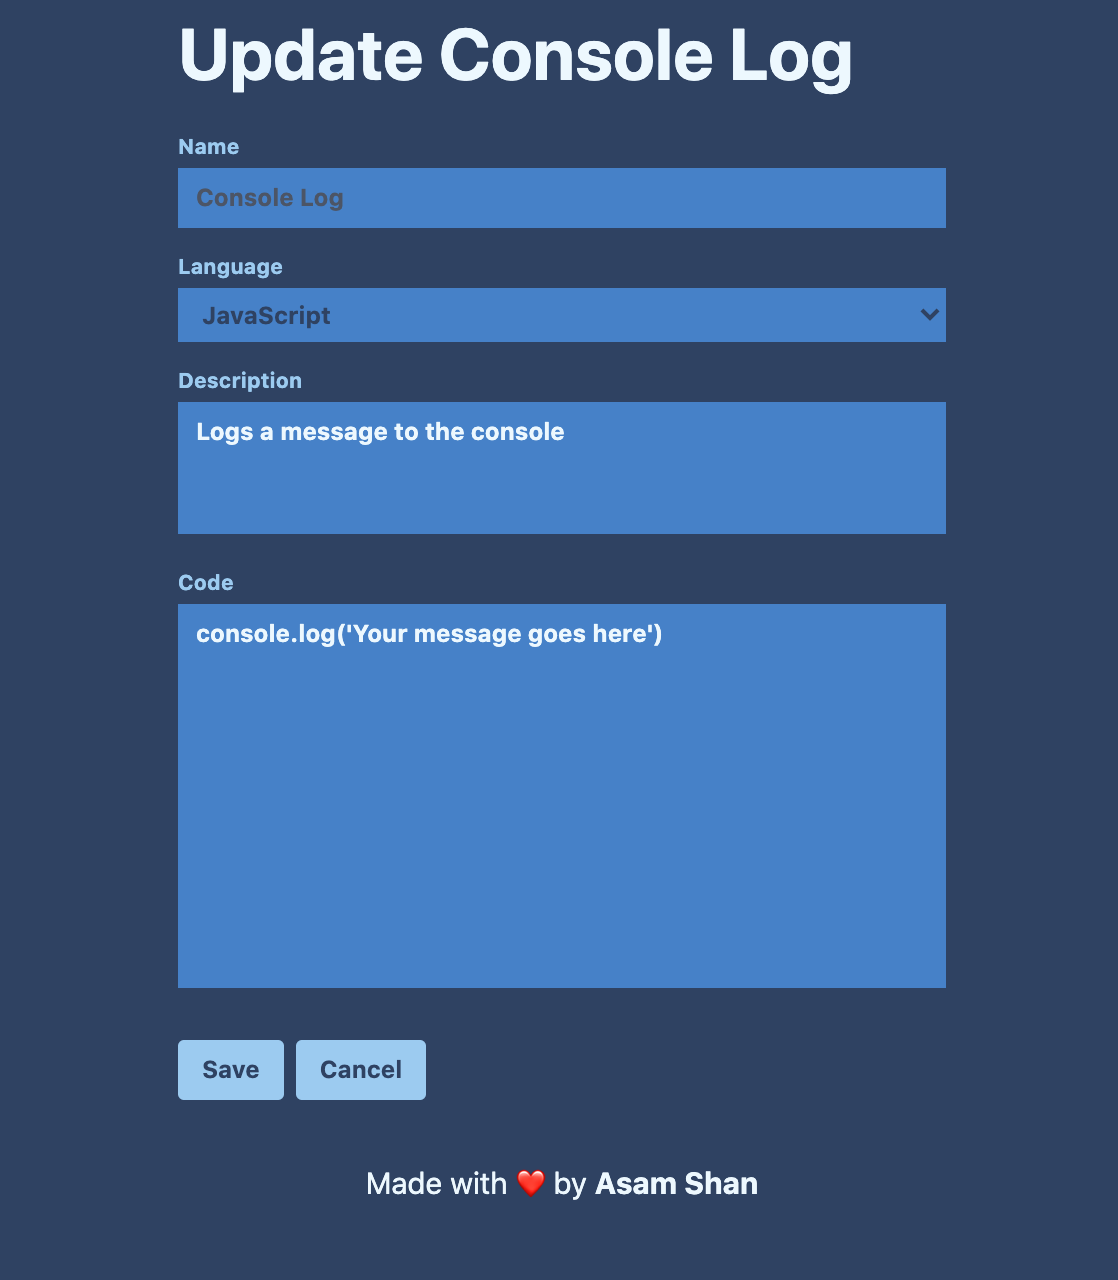 Update Console Log
Name
Console Log
Language
JavaScript
Description
Logs a message to the console
Code
console.log('Your message goes here')
Save
Cancel
Made with ❤️ by Asam Shan